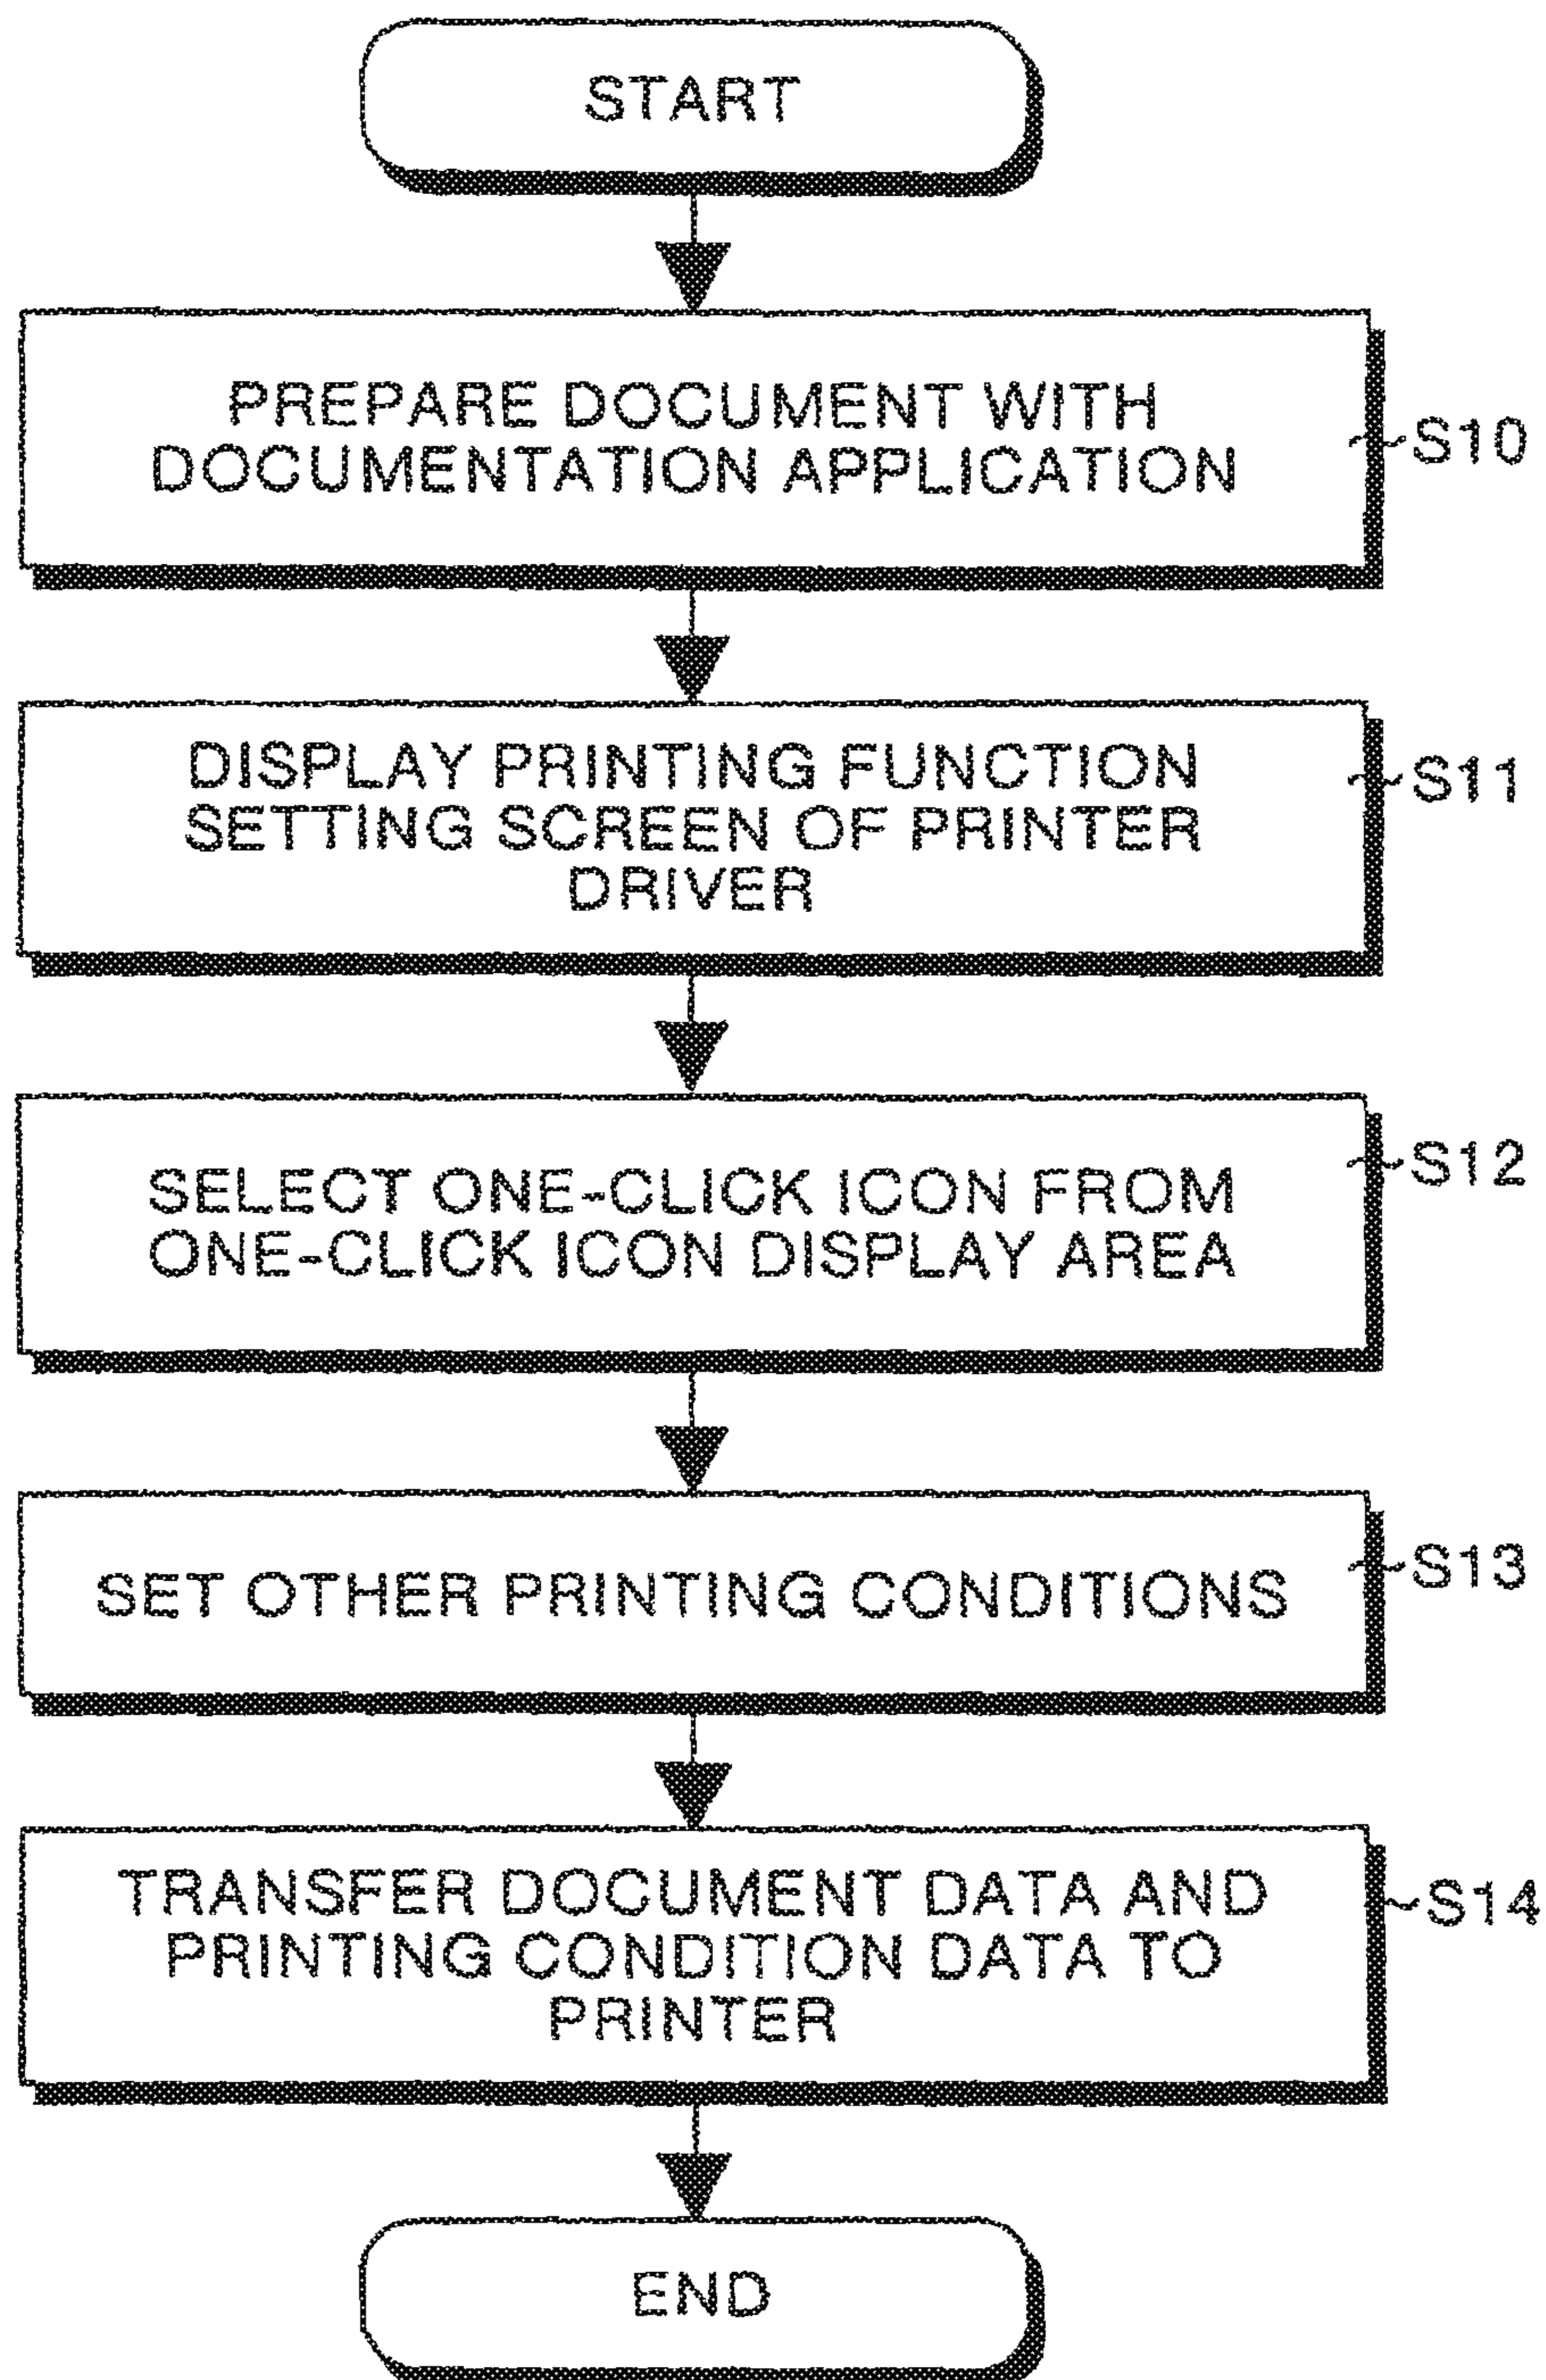 START
PREPARE DOCUMENT WITH
DOCUMENTATION APPLICATION
S10
DISPLAY PRINTING FUNCTION
SETTING SCREEN OF PRINTER
DRIVER
S11
SELECT ONE-CLICK ICON FROM
ONE-CLICK ICON DISPLAY AREA
S12
SET OTHER PRINTING CONDITIONS
S13
TRANSFER DOCUMENT DATA AND
PRINTING CONDITION DATA TO
PRINTER
S14
END